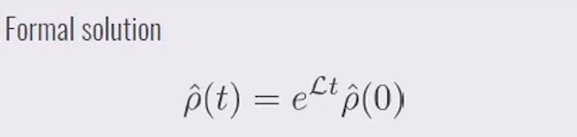 Formal solution
ρ̂(t) = e^{ℒt} ρ̂(0)